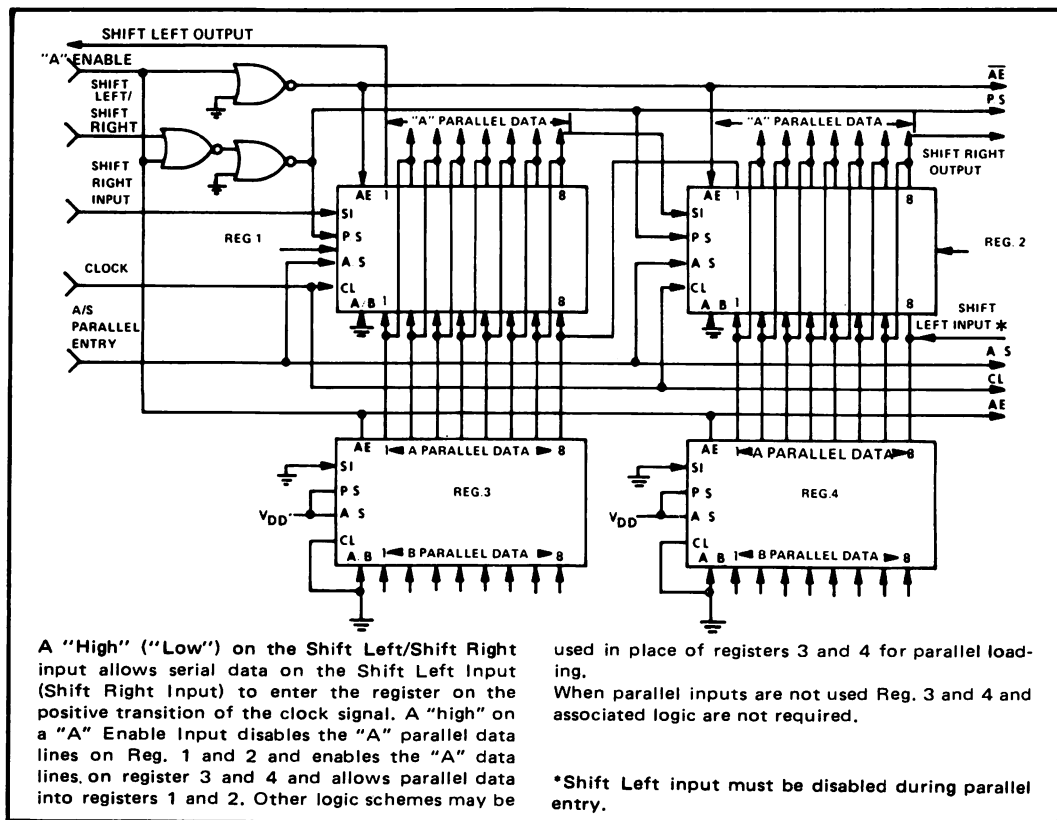 SHIFT LEFT OUTPUT
"A" ENABLE
SHIFT
LEFT/
SHIFT
RIGHT
SHIFT
RIGHT
INPUT
CLOCK
A/S
PARALLEL
ENTRY
AE
PS
"A" PARALLEL DATA
"A" PARALLEL DATA
SHIFT RIGHT
OUTPUT
AE 1 8
SI
PS
AS
CL
A/B 1 8
REG 1
AE 1 8
SI
PS
AS
CL
A B 1 8
REG. 2
SHIFT
LEFT INPUT *
AS
CL
AE
AE 1 A PARALLEL DATA 8
SI
PS
AS
CL
A.B 1 B PARALLEL DATA 8
REG.3
VDD
AE 1 A PARALLEL DATA 8
SI
PS
AS
CL
A B 1 B PARALLEL DATA 8
REG.4
VDD
A "High" ("Low") on the Shift Left/Shift Right
input allows serial data on the Shift Left Input
(Shift Right Input) to enter the register on the
positive transition of the clock signal. A "high" on
a "A" Enable Input disables the "A" parallel data
lines on Reg. 1 and 2 and enables the "A" data
lines. on register 3 and 4 and allows parallel data
into registers 1 and 2. Other logic schemes may be
used in place of registers 3 and 4 for parallel load-
ing.
When parallel inputs are not used Reg. 3 and 4 and
associated logic are not required.
*Shift Left input must be disabled during parallel
entry.